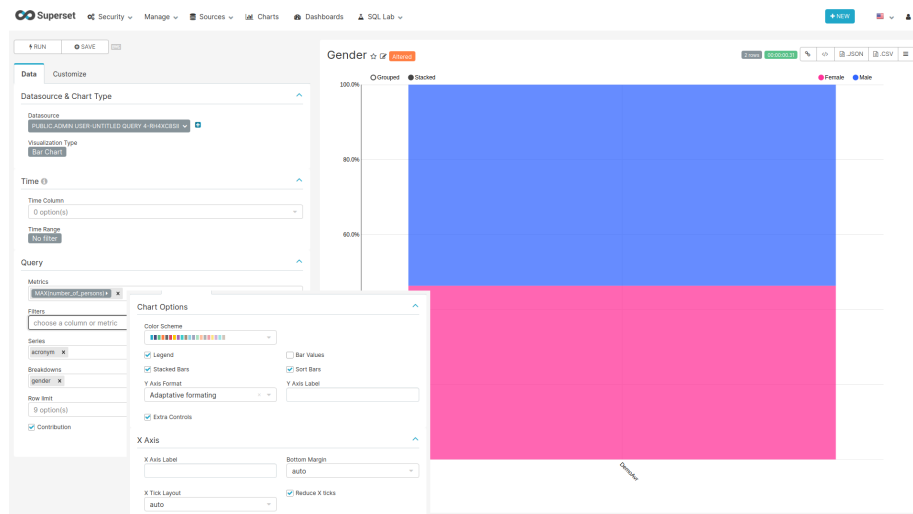 Superset Security Manage Sources Charts Dashboards SQL Lab + NEW
RUN SAVE
Data Customize
Datasource & Chart Type
Datasource
PUBLIC.ADMIN USER-UNTITLED QUERY 4-RH4XC8SII
Visualization Type
Bar Chart
Time
Time Column
0 option(s)
Time Range
No filter
Query
Metrics
MAX(number_of_persons) x
Filters
choose a column or metric
Series
acronym x
Breakdowns
gender x
Row limit
9 option(s)
Contribution
Chart Options
Color Scheme
Legend Bar Values
Stacked Bars Sort Bars
Y Axis Format Y Axis Label
Adaptative formating
Extra Controls
X Axis
X Axis Label Bottom Margin
auto
X Tick Layout Reduce X ticks
auto
Gender Altered 2 rows 00:00:00.31 .JSON .CSV
Grouped Stacked Female Male
100.0%
80.0%
60.0%